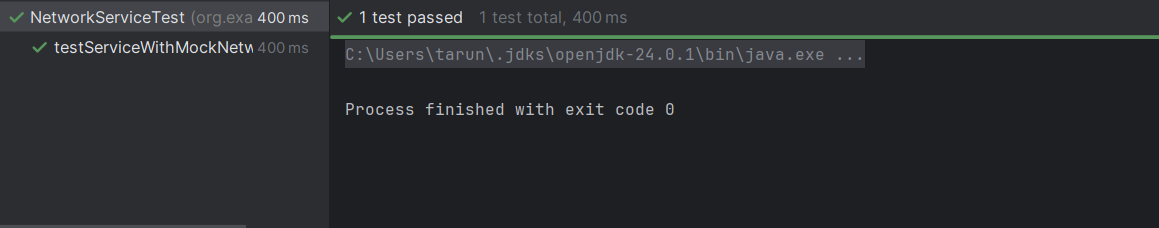 NetworkServiceTest (org.exa 400 ms
testServiceWithMockNetw 400 ms
1 test passed 1 test total, 400 ms
C:\Users\tarun\.jdks\openjdk-24.0.1\bin\java.exe ...
Process finished with exit code 0